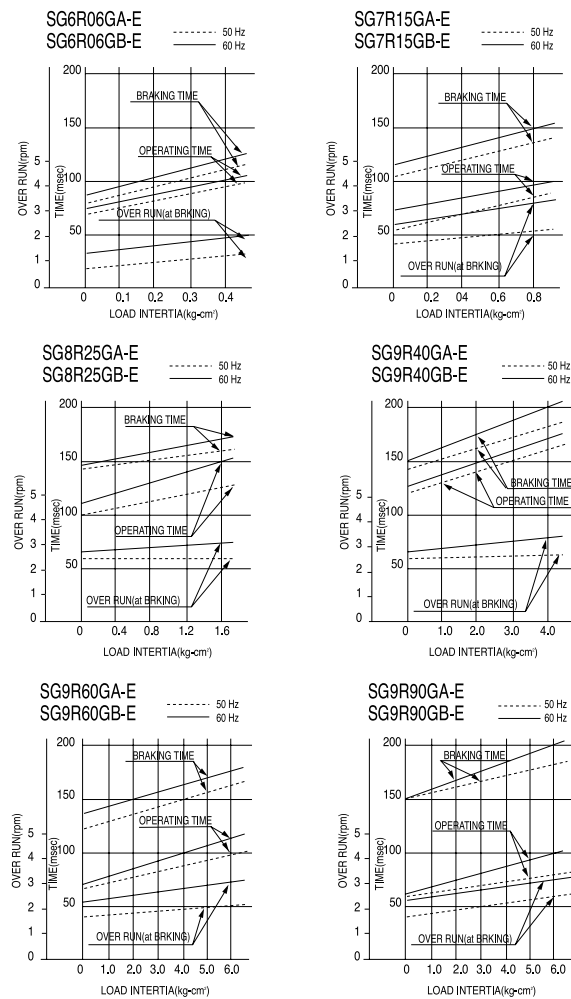 SG6R06GA-E
SG6R06GB-E
50 Hz
60 Hz
OVER RUN(rpm)
5
4
3
2
1
0
TIME(msec)
200
150
100
50
BRAKING TIME
OPERATING TIME
OVER RUN(at BRKING)
0
0.1
0.2
0.3
0.4
LOAD INTERTIA(kg-cm²)
SG7R15GA-E
SG7R15GB-E
50 Hz
60 Hz
OVER RUN(rpm)
5
4
3
2
1
0
TIME(msec)
200
150
100
50
BRAKING TIME
OPERATING TIME
OVER RUN(at BRKING)
0
0.2
0.4
0.6
0.8
LOAD INTERTIA(kg-cm²)
SG8R25GA-E
SG8R25GB-E
50 Hz
60 Hz
OVER RUN(rpm)
5
4
3
2
1
0
TIME(msec)
200
150
100
50
BRAKING TIME
OPERATING TIME
OVER RUN(at BRKING)
0
0.4
0.8
1.2
1.6
LOAD INTERTIA(kg-cm²)
SG9R40GA-E
SG9R40GB-E
50 Hz
60 Hz
OVER RUN(rpm)
5
4
3
2
1
0
TIME(msec)
200
150
100
50
BRAKING TIME
OPERATING TIME
OVER RUN(at BRKING)
0
1.0
2.0
3.0
4.0
LOAD INTERTIA(kg-cm²)
SG9R60GA-E
SG9R60GB-E
50 Hz
60 Hz
OVER RUN(rpm)
5
4
3
2
1
0
TIME(msec)
200
150
100
50
BRAKING TIME
OPERATING TIME
OVER RUN(at BRKING)
0
1.0
2.0
3.0
4.0
5.0
6.0
LOAD INTERTIA(kg-cm²)
SG9R90GA-E
SG9R90GB-E
50 Hz
60 Hz
OVER RUN(rpm)
5
4
3
2
1
0
TIME(msec)
200
150
100
50
BRAKING TIME
OPERATING TIME
OVER RUN(at BRKING)
0
1.0
2.0
3.0
4.0
5.0
6.0
LOAD INTERTIA(kg-cm²)